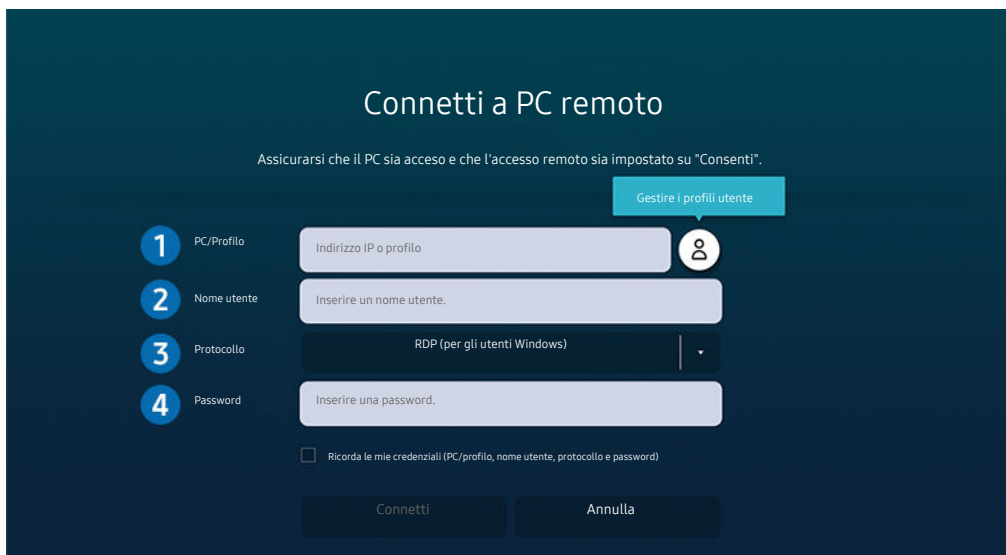 Connetti a PC remoto
Assicurarsi che il PC sia acceso e che l'accesso remoto sia impostato su "Consenti".
Gestire i profili utente
1 PC/Profilo Indirizzo IP o profilo
2 Nome utente Inserire un nome utente.
3 Protocollo RDP (per gli utenti Windows)
4 Password Inserire una password.
Ricorda le mie credenziali (PC/profilo, nome utente, protocollo e password)
Connetti Annulla